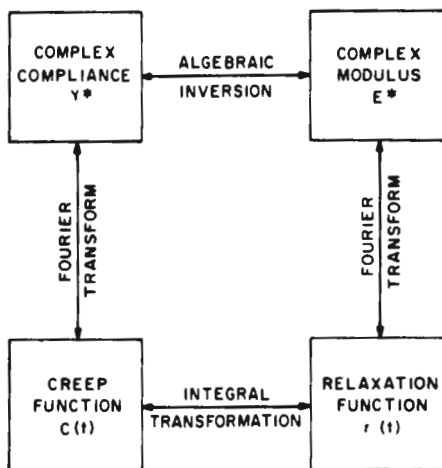 COMPLEX
COMPLIANCE
Y*
ALGEBRAIC
INVERSION
COMPLEX
MODULUS
E*
FOURIER
TRANSFORM
FOURIER
TRANSFORM
CREEP
FUNCTION
C(t)
INTEGRAL
TRANSFORMATION
RELAXATION
FUNCTION
r(t)